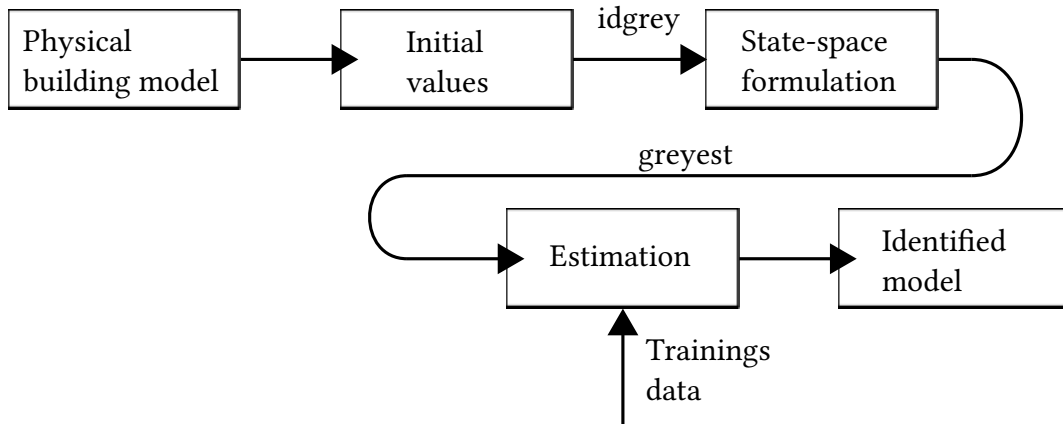 Physical
building model
Initial
values
idgrey
State-space
formulation
greyest
Estimation
Identified
model
Trainings
data